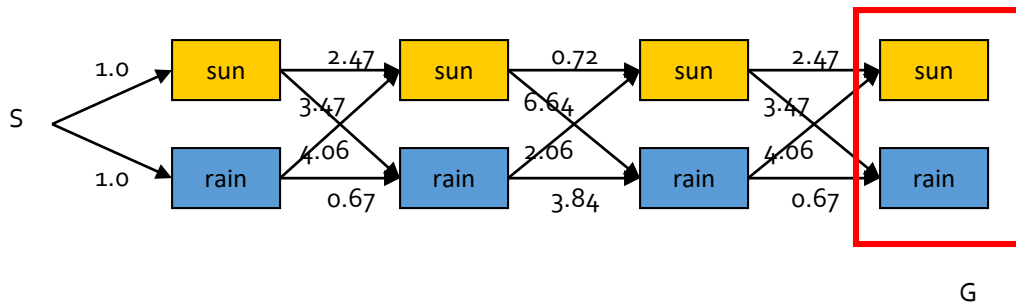 2.47 0.72 2.47
sun sun sun sun
1.0
3.47 6.64 3.47
S
4.06 2.06 4.06
1.0
rain rain rain rain
0.67 3.84 0.67
G